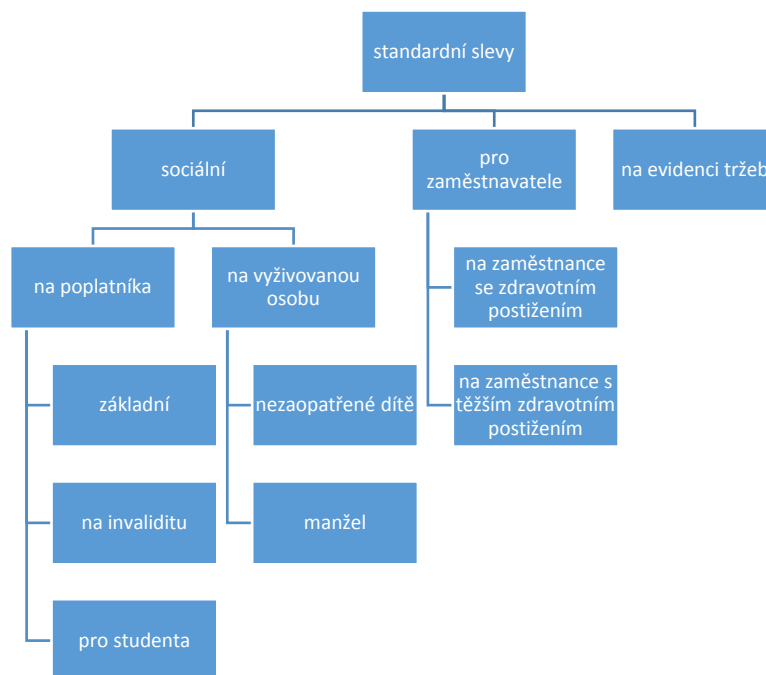 standardní slevy
sociální
pro
zaměstnavatele
na evidenci tržeb
na poplatníka
na vyživovanou
osobu
na zaměstnance
se zdravotním
postižením
základní
nezaopatřené dítě
na zaměstnance s
těžším zdravotním
postižením
na invaliditu
manžel
pro studenta